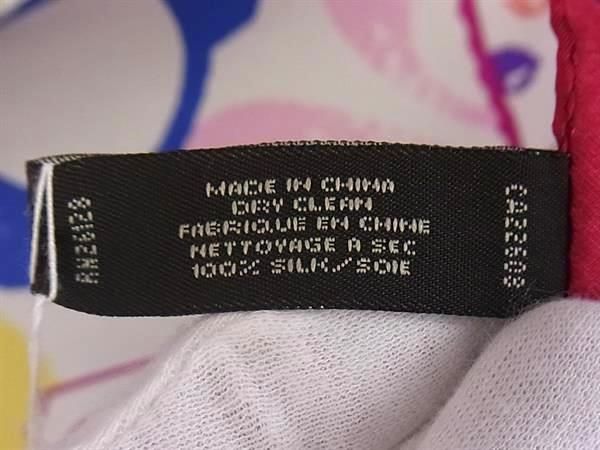 MADE IN CHINA
DRY CLEAN
FABRIQUE EN CHINE
NETTOYAGE A SEC
100% SILK/SOIE